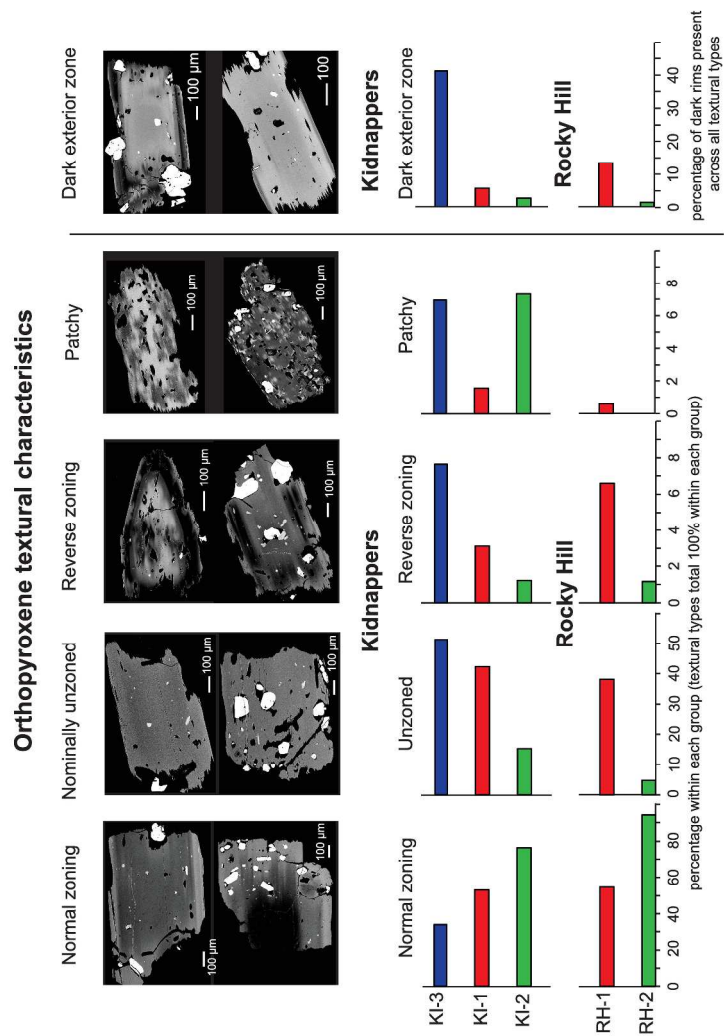 Orthopyroxene textural characteristics
Normal zoning
Nominally unzoned
Reverse zoning
Patchy
Dark exterior zone
100 µm
100 µm
100 µm
100 µm
100 µm
100 µm
100 µm
100 µm
100 µm
100
Kidnappers
Kidnappers
Normal zoning
Unzoned
Reverse zoning
Patchy
Dark exterior zone
KI-3
KI-1
KI-2
Rocky Hill
Rocky Hill
RH-1
RH-2
0 20 40 60 80
0 10 20 30 40 50
0 2 4 6 8
0 2 4 6 8
0 10 20 30 40
percentage within each group (textural types total 100% within each group)
percentage of dark rims present
across all textural types